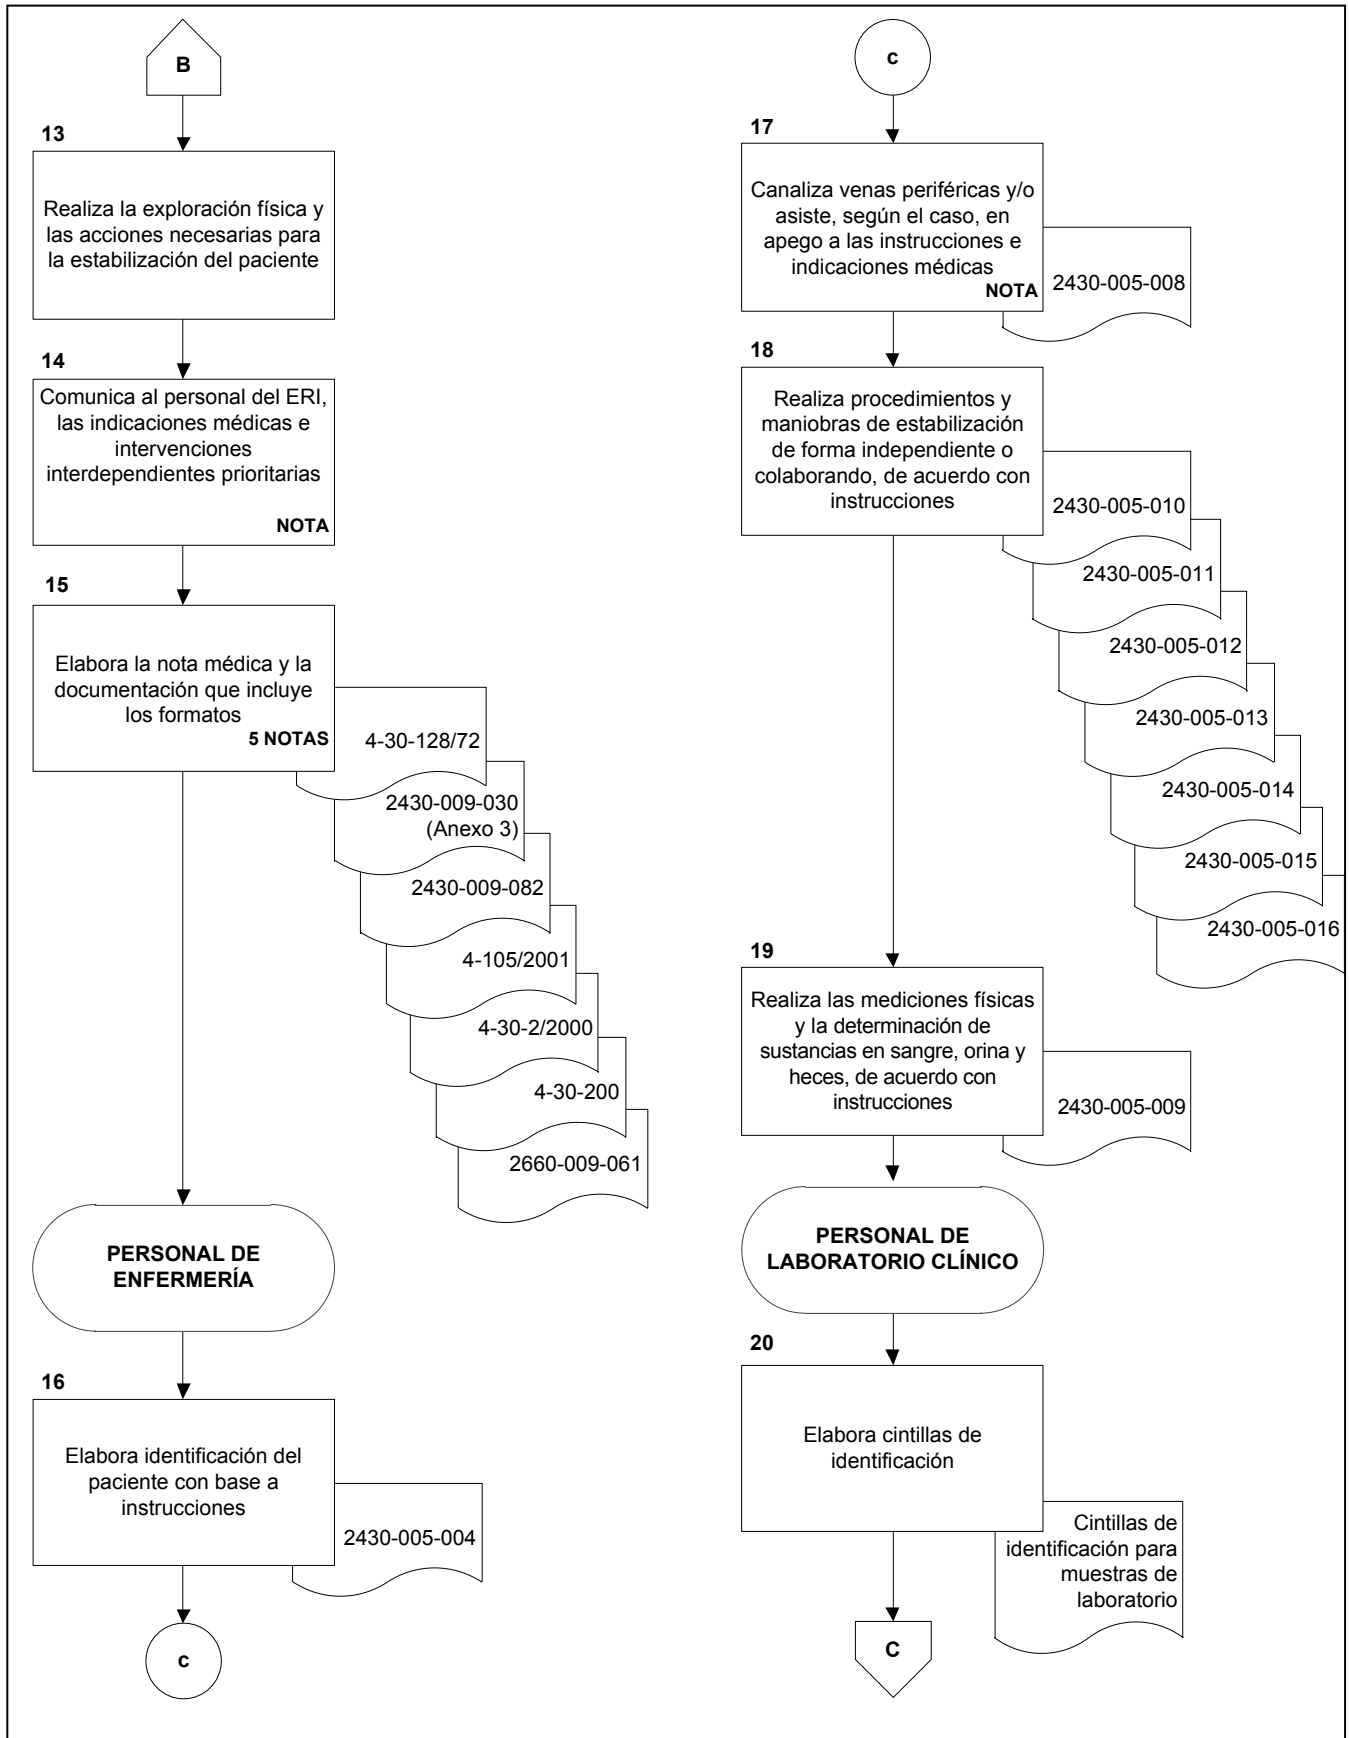 B
13
Realiza la exploración física y
las acciones necesarias para
la estabilización del paciente
14
Comunica al personal del ERI,
las indicaciones médicas e
intervenciones
interdependientes prioritarias
NOTA
15
Elabora la nota médica y la
documentación que incluye
los formatos
5 NOTAS
4-30-128/72
2430-009-030
(Anexo 3)
2430-009-082
4-105/2001
4-30-2/2000
4-30-200
2660-009-061
PERSONAL DE
ENFERMERÍA
16
Elabora identificación del
paciente con base a
instrucciones
2430-005-004
c
c
17
Canaliza venas periféricas y/o
asiste, según el caso, en
apego a las instrucciones e
indicaciones médicas
NOTA
2430-005-008
18
Realiza procedimientos y
maniobras de estabilización
de forma independiente o
colaborando, de acuerdo con
instrucciones
2430-005-010
2430-005-011
2430-005-012
2430-005-013
2430-005-014
2430-005-015
2430-005-016
19
Realiza las mediciones físicas
y la determinación de
sustancias en sangre, orina y
heces, de acuerdo con
instrucciones
2430-005-009
PERSONAL DE
LABORATORIO CLÍNICO
20
Elabora cintillas de
identificación
Cintillas de
identificación para
muestras de
laboratorio
C